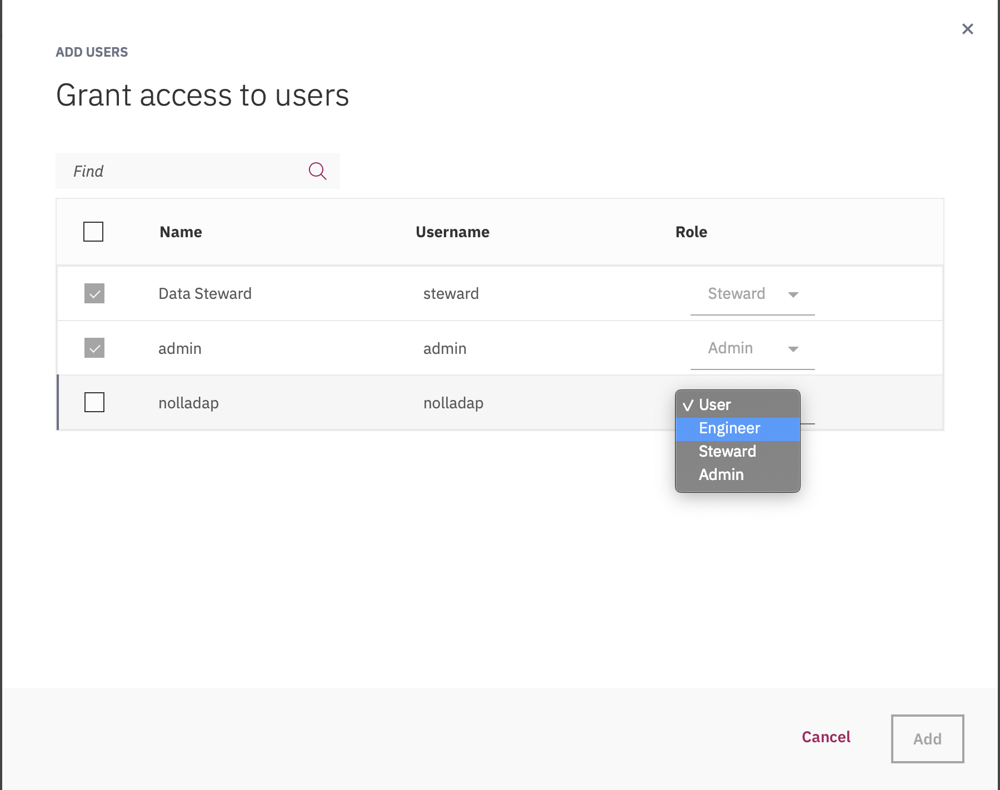 ADD USERS
Grant access to users
Find
Name Username Role
Data Steward steward Steward
admin admin Admin
nolladap nolladap User
Engineer
Steward
Admin
Cancel Add